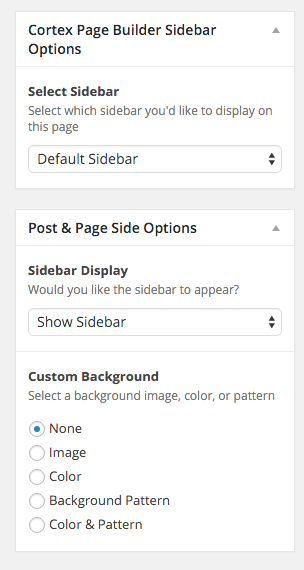 Cortex Page Builder Sidebar
Options
Select Sidebar
Select which sidebar you'd like to display on
this page
Default Sidebar
Post & Page Side Options
Sidebar Display
Would you like the sidebar to appear?
Show Sidebar
Custom Background
Select a background image, color, or pattern
None
Image
Color
Background Pattern
Color & Pattern